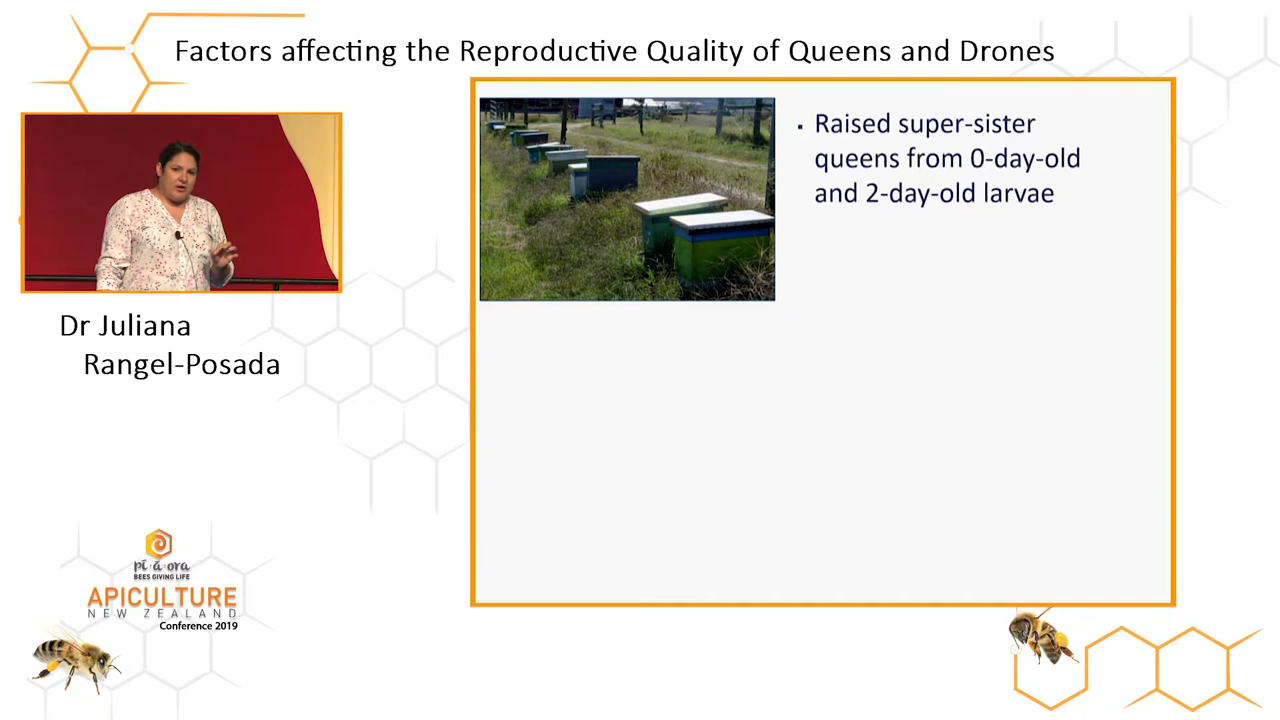 Factors affecting the Reproductive Quality of Queens and Drones
▪ Raised super-sister
queens from 0-day-old
and 2-day-old larvae
Dr Juliana
Rangel-Posada
pī·ā·ora
BEES GIVING LIFE
APICULTURE
NEW ZEALAND
Conference 2019